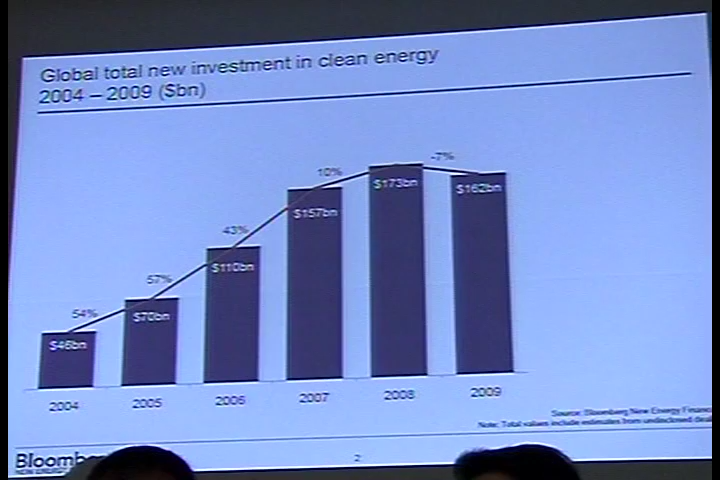 Global total new investment in clean energy
2004 – 2009 ($bn)
54%
57%
43%
10%
-7%
$46bn
$70bn
$110bn
$157bn
$173bn
$162bn
2004
2005
2006
2007
2008
2009
Source: Bloomberg New Energy
Note: Total values include estimates from undisclosed
2